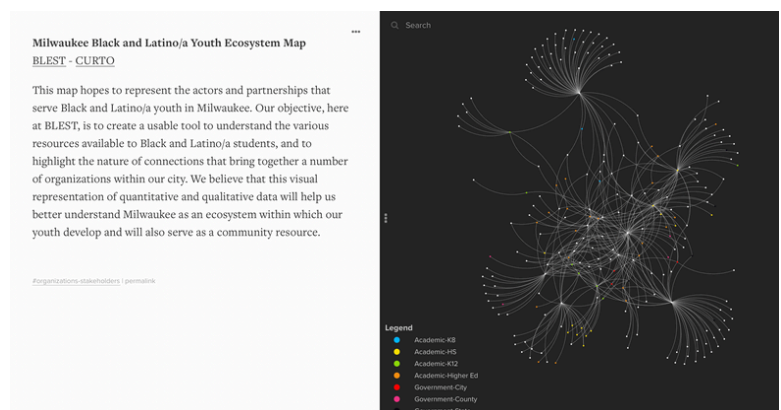 Milwaukee Black and Latino/a Youth Ecosystem Map
BLEST - CURTO
This map hopes to represent the actors and partnerships that
serve Black and Latino/a youth in Milwaukee. Our objective, here
at BLEST, is to create a usable tool to understand the various
resources available to Black and Latino/a students, and to
highlight the nature of connections that bring together a number
of organizations within our city. We believe that this visual
representation of quantitative and qualitative data will help us
better understand Milwaukee as an ecosystem within which our
youth develop and will also serve as a community resource.
#organizations-stakeholders | permalink
Search
Legend
Academic-K8
Academic-HS
Academic-K12
Academic-Higher Ed
Government-City
Government-County